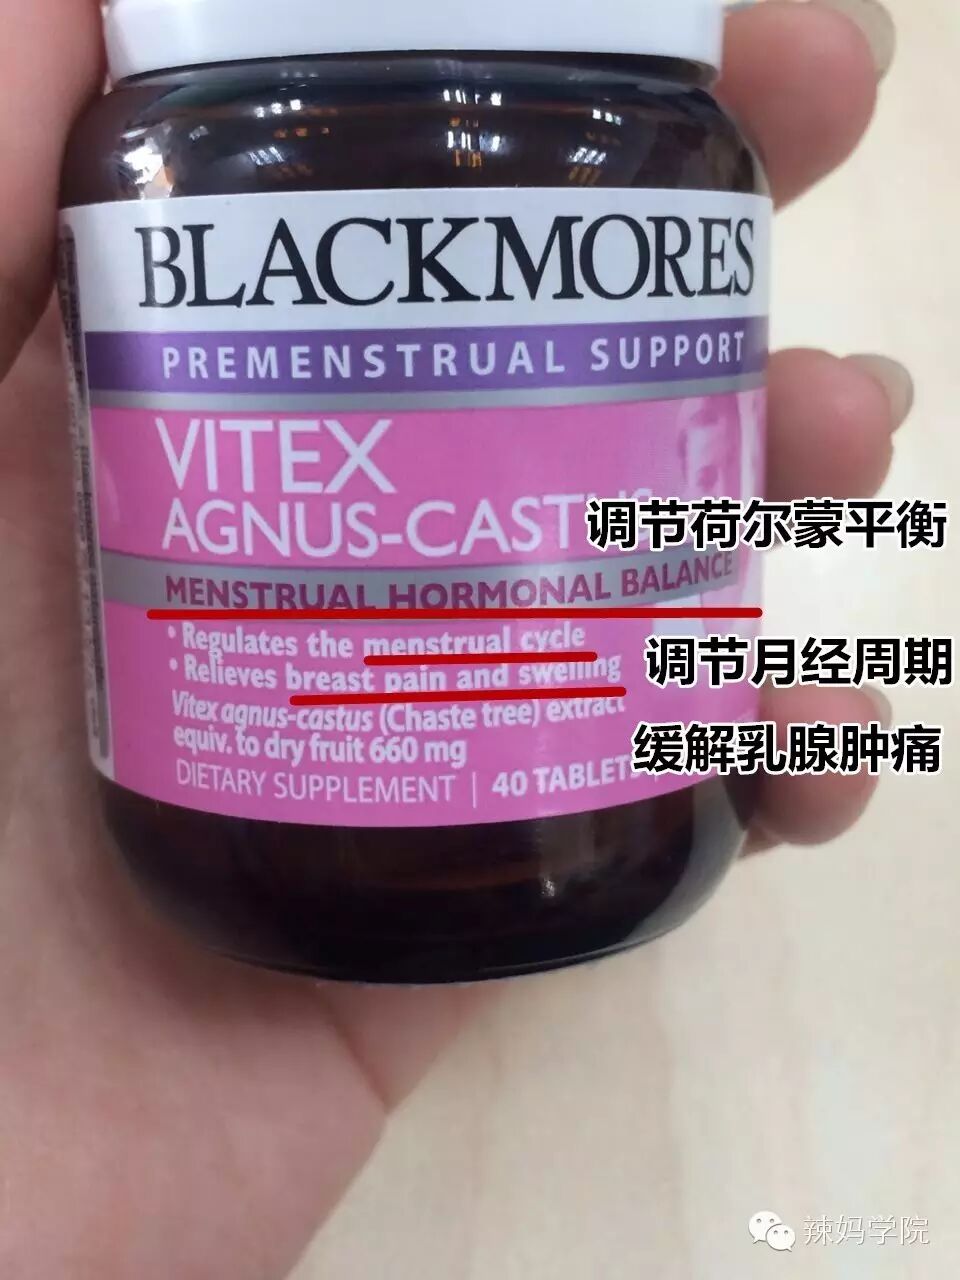 BLACKMORES
PREMENSTRUAL SUPPORT
VITEX
AGNUS-CASTUS
调节荷尔蒙平衡
MENSTRUAL HORMONAL BALANCE
• Regulates the menstrual cycle
调节月经周期
• Relieves breast pain and swelling
Vitex agnus-castus (Chaste tree) extract
equiv. to dry fruit 660 mg
缓解乳腺肿痛
DIETARY SUPPLEMENT | 40 TABLETS
辣妈学院